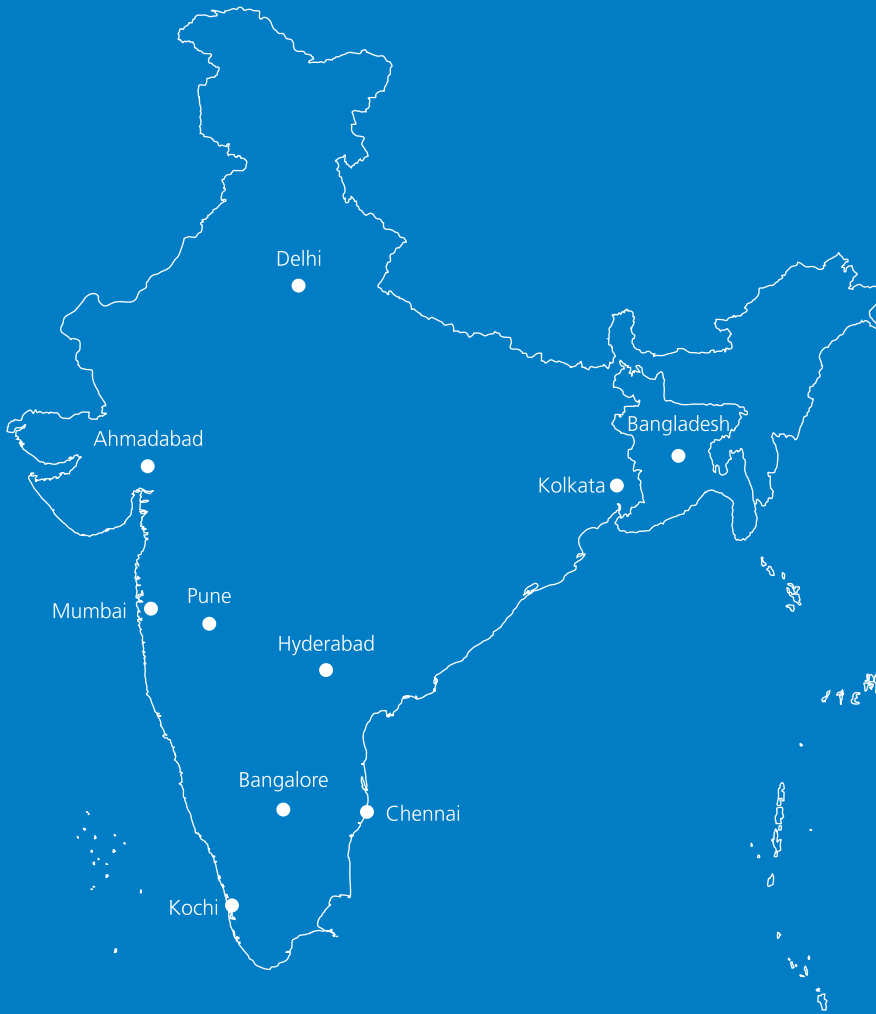 Delhi
Bangladesh
Ahmadabad
Kolkata
Pune
Mumbai
Hyderabad
Bangalore
Chennai
Kochi